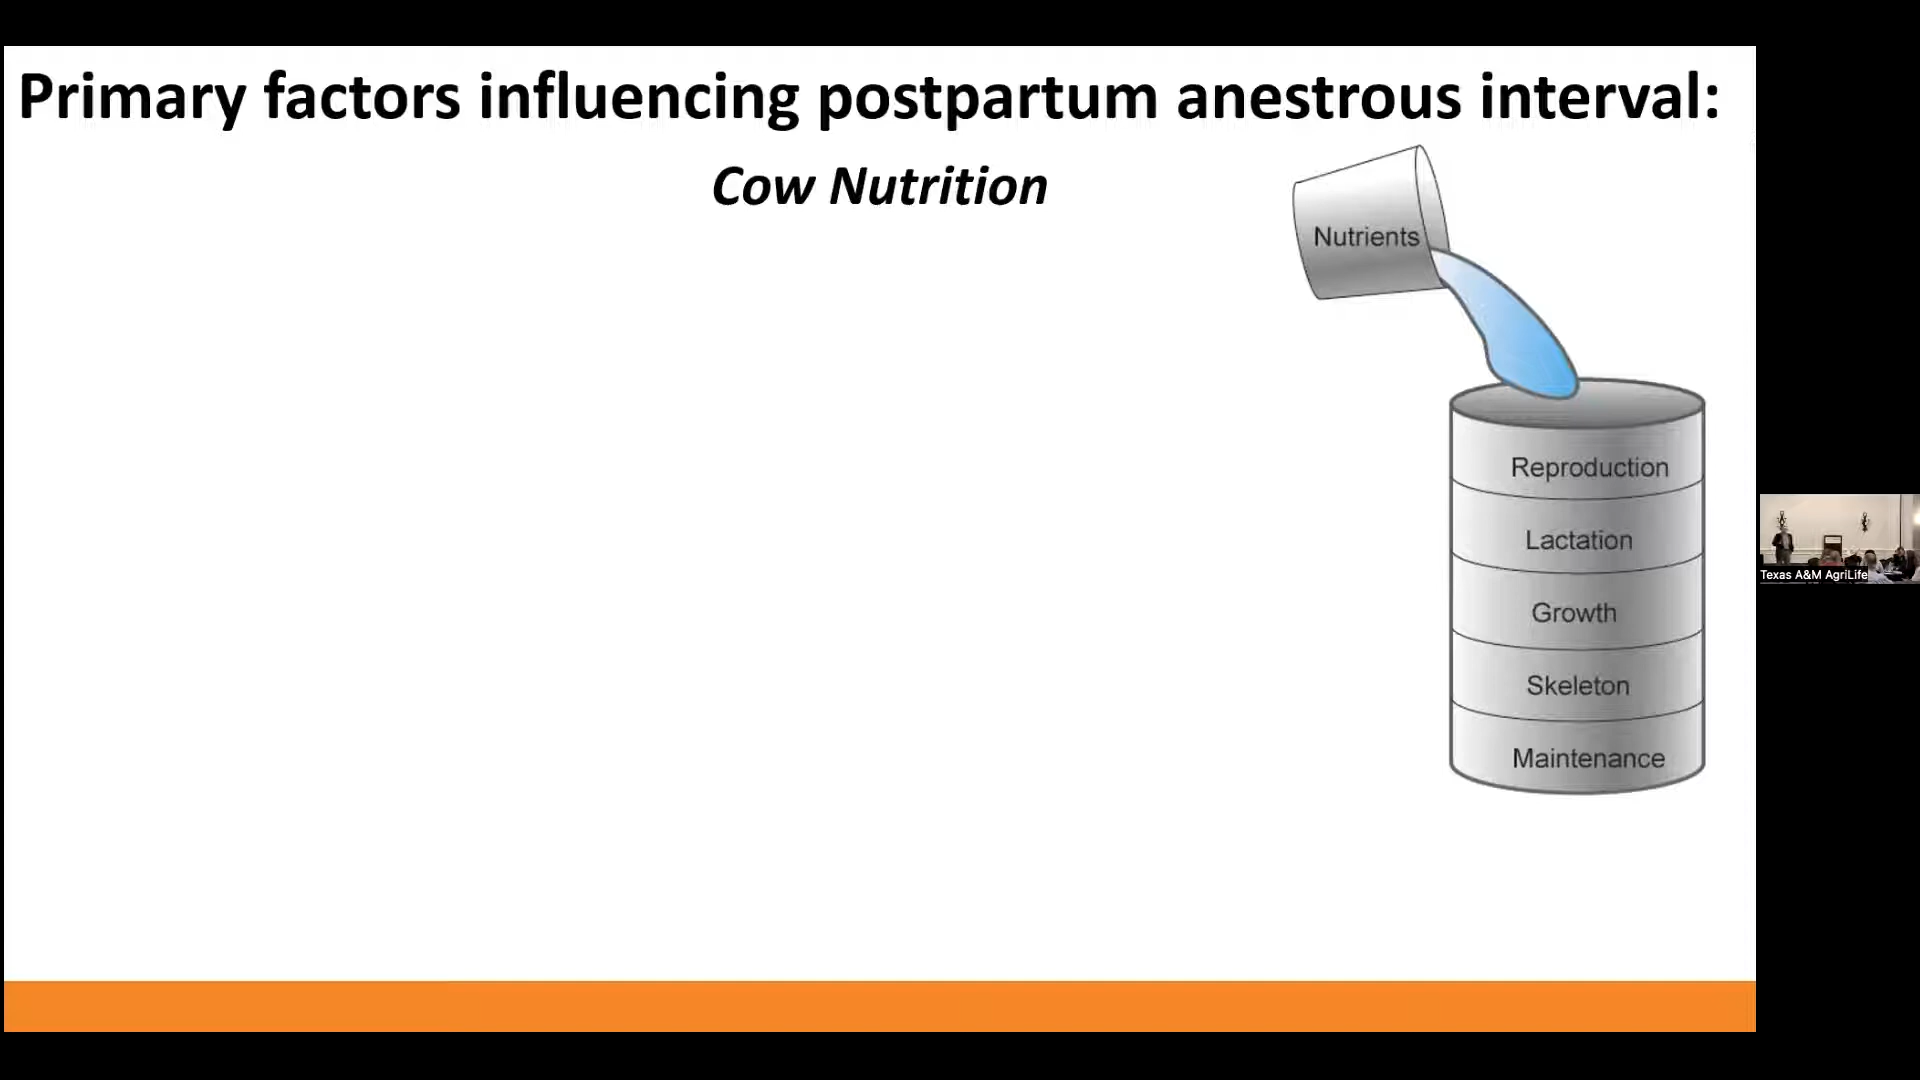 Primary factors influencing postpartum anestrous interval:
Cow Nutrition
Nutrients
Reproduction
Lactation
Growth
Skeleton
Maintenance
Texas A&M AgriLife